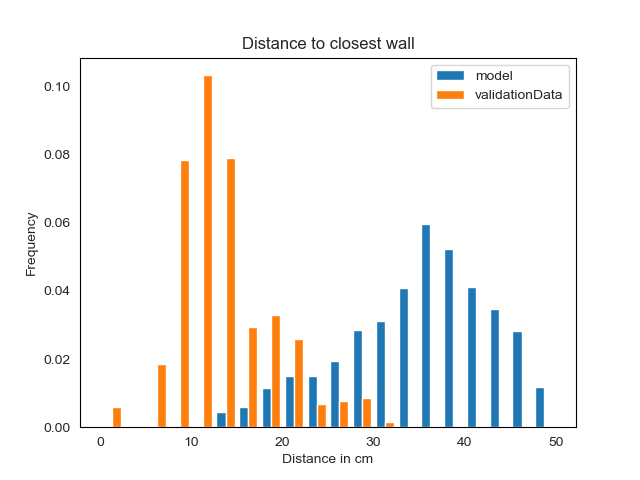 Distance to closest wall
model
validationData
0.10
0.08
0.06
0.04
0.02
0.00
Frequency
0 10 20 30 40 50
Distance in cm